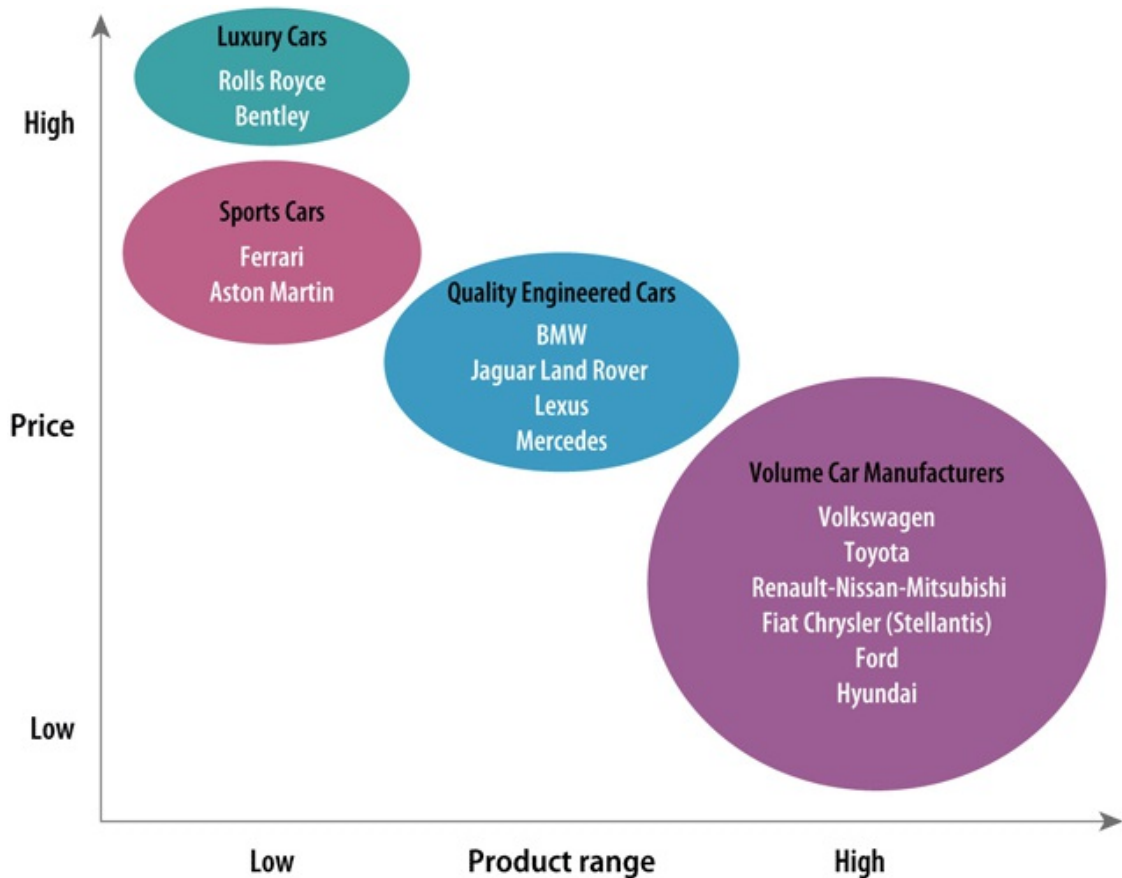 Luxury Cars
Rolls Royce
Bentley
High
Sports Cars
Ferrari
Aston Martin
Quality Engineered Cars
BMW
Jaguar Land Rover
Lexus
Mercedes
Price
Volume Car Manufacturers
Volkswagen
Toyota
Renault-Nissan-Mitsubishi
Fiat Chrysler (Stellantis)
Ford
Hyundai
Low
Low
Product range
High